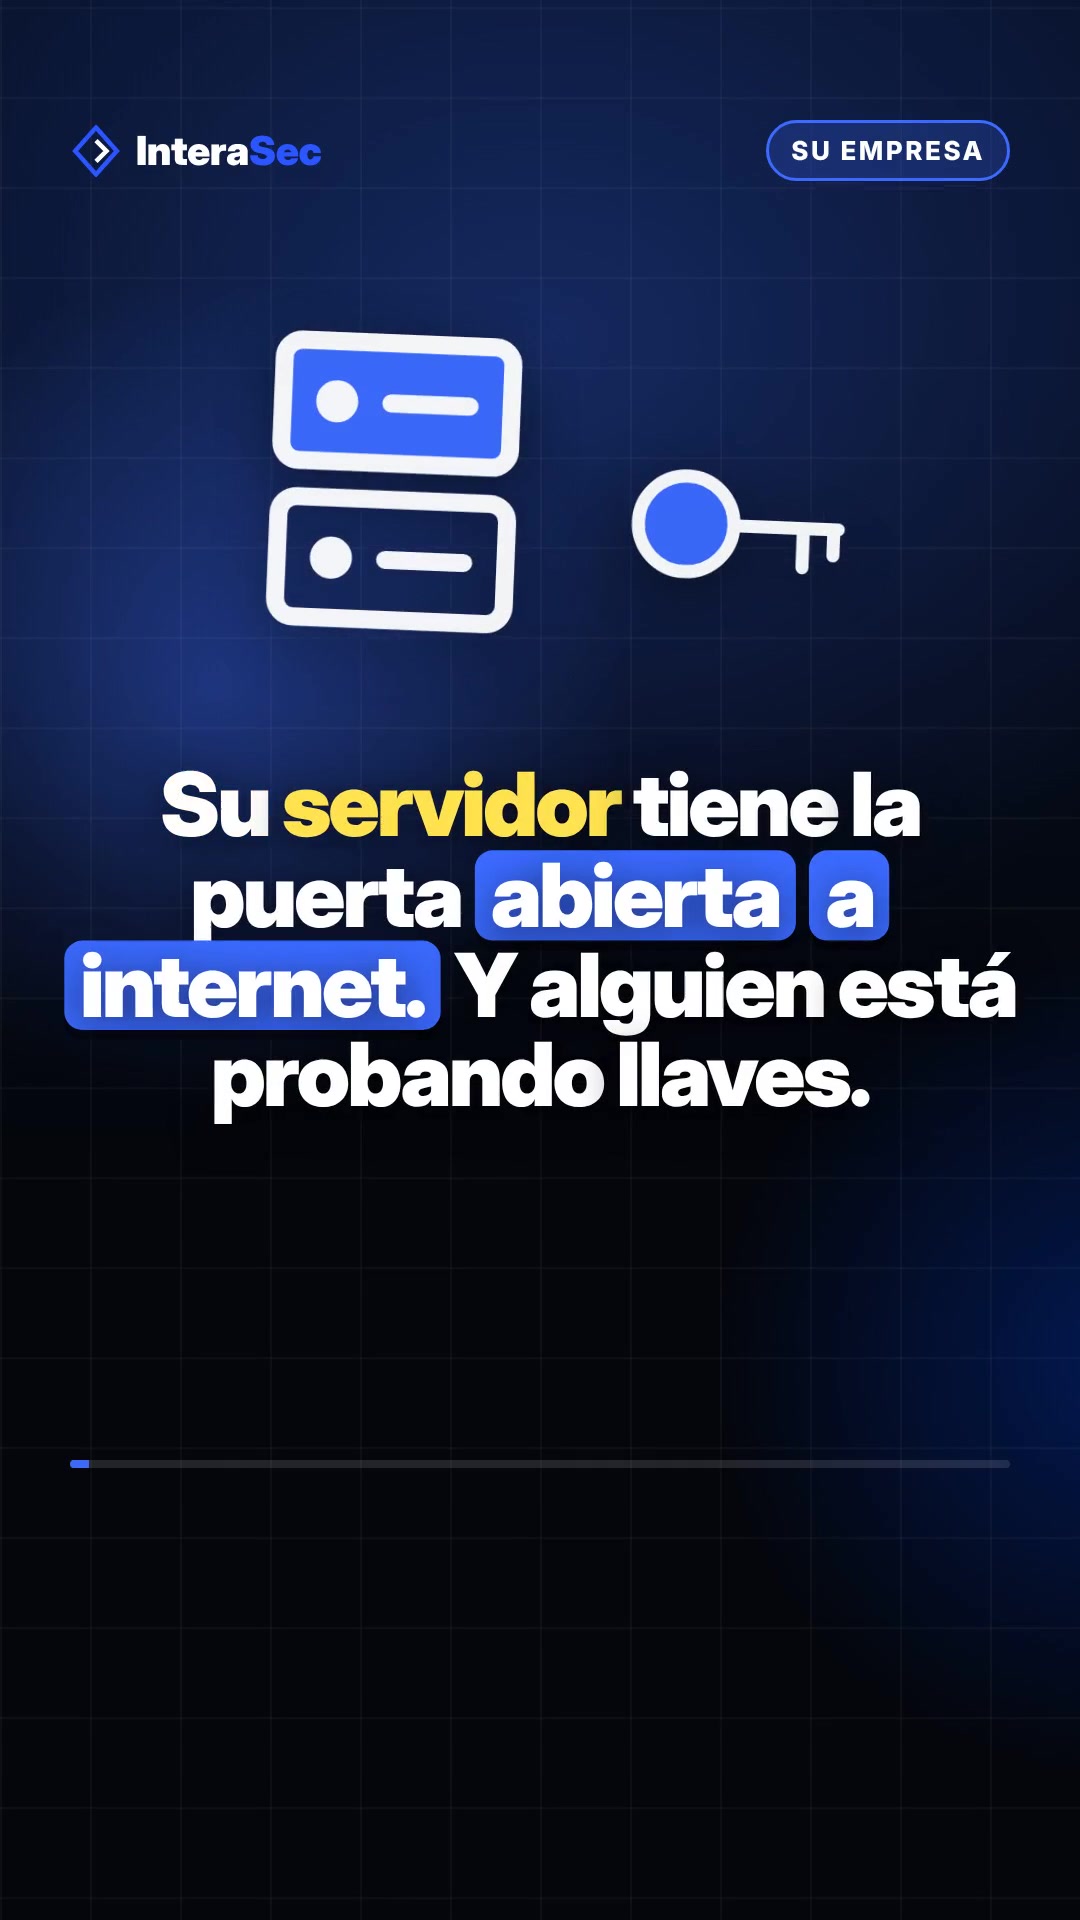 InteraSec
SU EMPRESA
Su servidor tiene la
puerta abierta a
internet. Y alguien está
probando llaves.